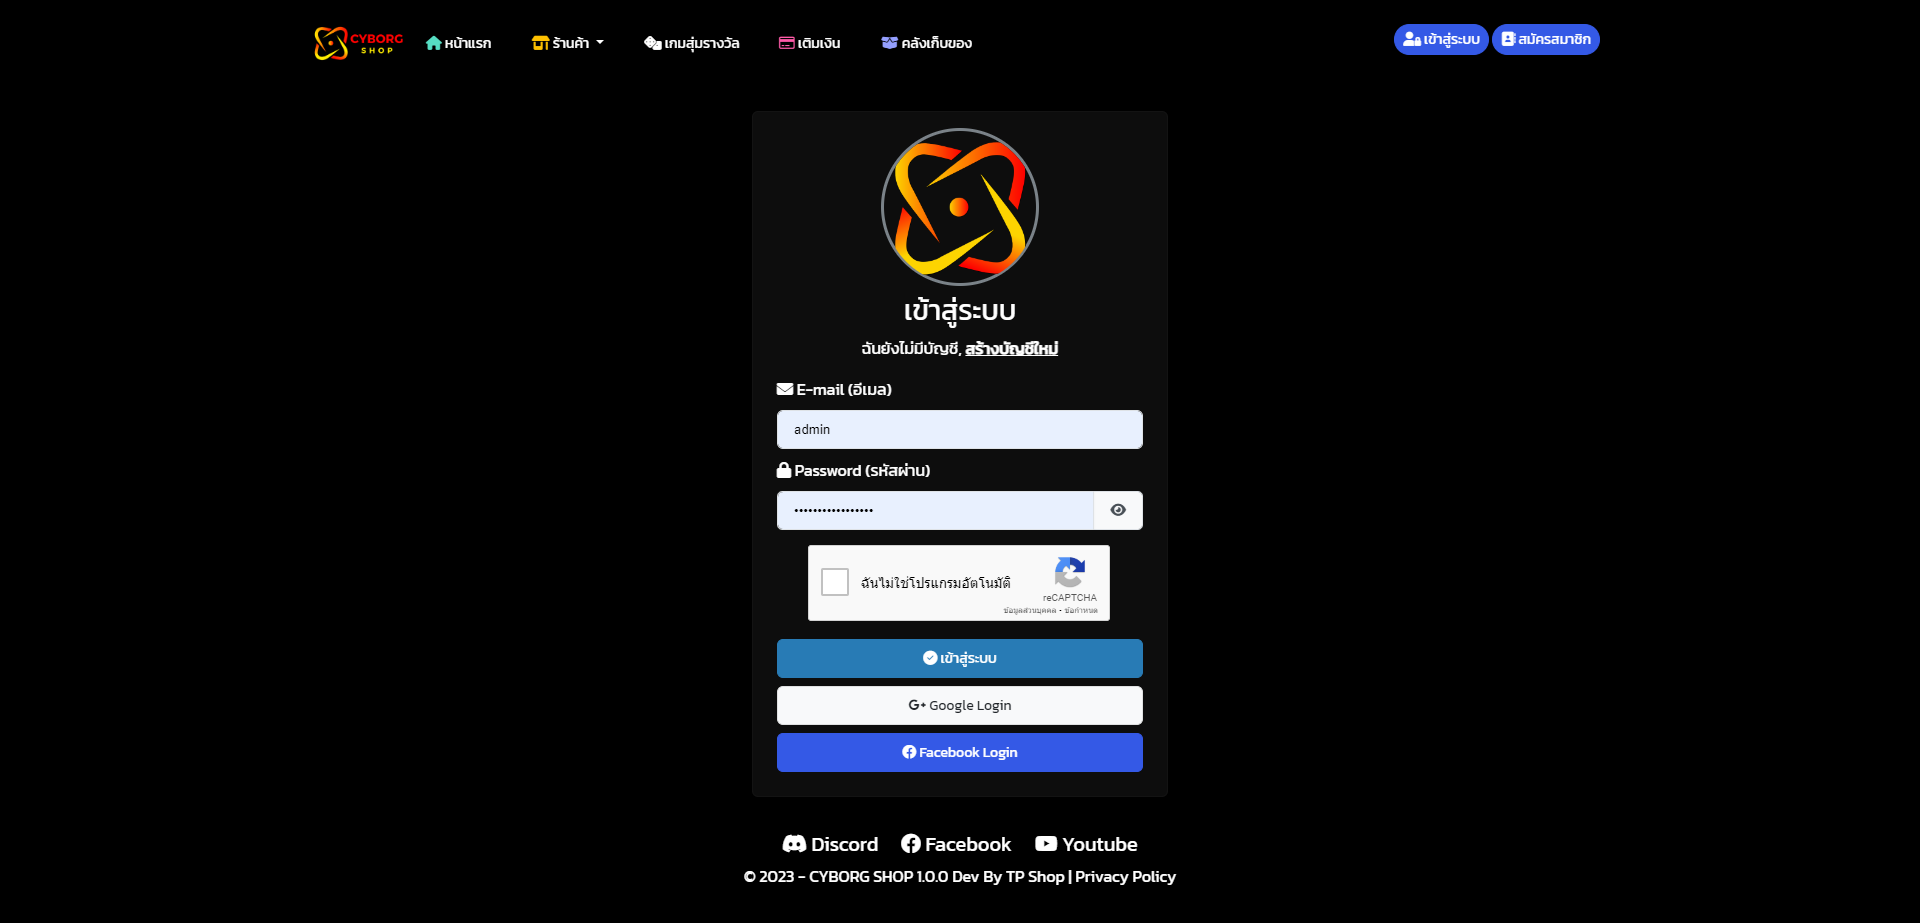 CYBORG
SHOP
หน้าแรก
ร้านค้า
เกมสุ่มรางวัล
เติมเงิน
คลังเก็บของ
เข้าสู่ระบบ
สมัครสมาชิก
เข้าสู่ระบบ
ฉันยังไม่มีบัญชี, สร้างบัญชีใหม่
E-mail (อีเมล)
admin
Password (รหัสผ่าน)
•••••••••••••••••
ฉันไม่ใช่โปรแกรมอัตโนมัติ
reCAPTCHA
ข้อมูลส่วนบุคคล - ข้อกำหนด
เข้าสู่ระบบ
G+ Google Login
Facebook Login
Discord
Facebook
Youtube
© 2023 - CYBORG SHOP 1.0.0 Dev By TP Shop | Privacy Policy